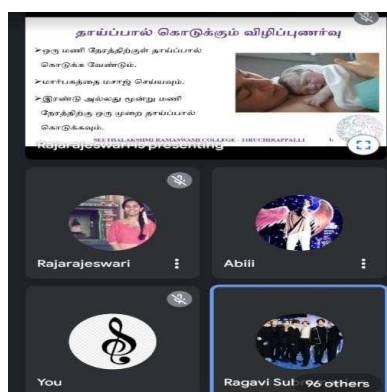 தாய்ப்பால் கொடுக்கும் விழிப்புணர்வு
➢ஒரு மணி நேரத்திற்குள் தாய்ப்பால்
கொடுக்க வேண்டும்.
➢மார்பகத்தை மசாஜ் செய்யவும்.
➢இரண்டு அல்லது மூன்று மணி
நேரத்திற்கு ஒரு முறை தாய்ப்பால்
கொடுக்கவும்.
SEETHALAKSHMI RAMASWAMI COLLEGE - TIRUCHIRAPPALLI
Rajarajeswari is presenting
Rajarajeswari
Abiii
You
Ragavi Sub
96 others